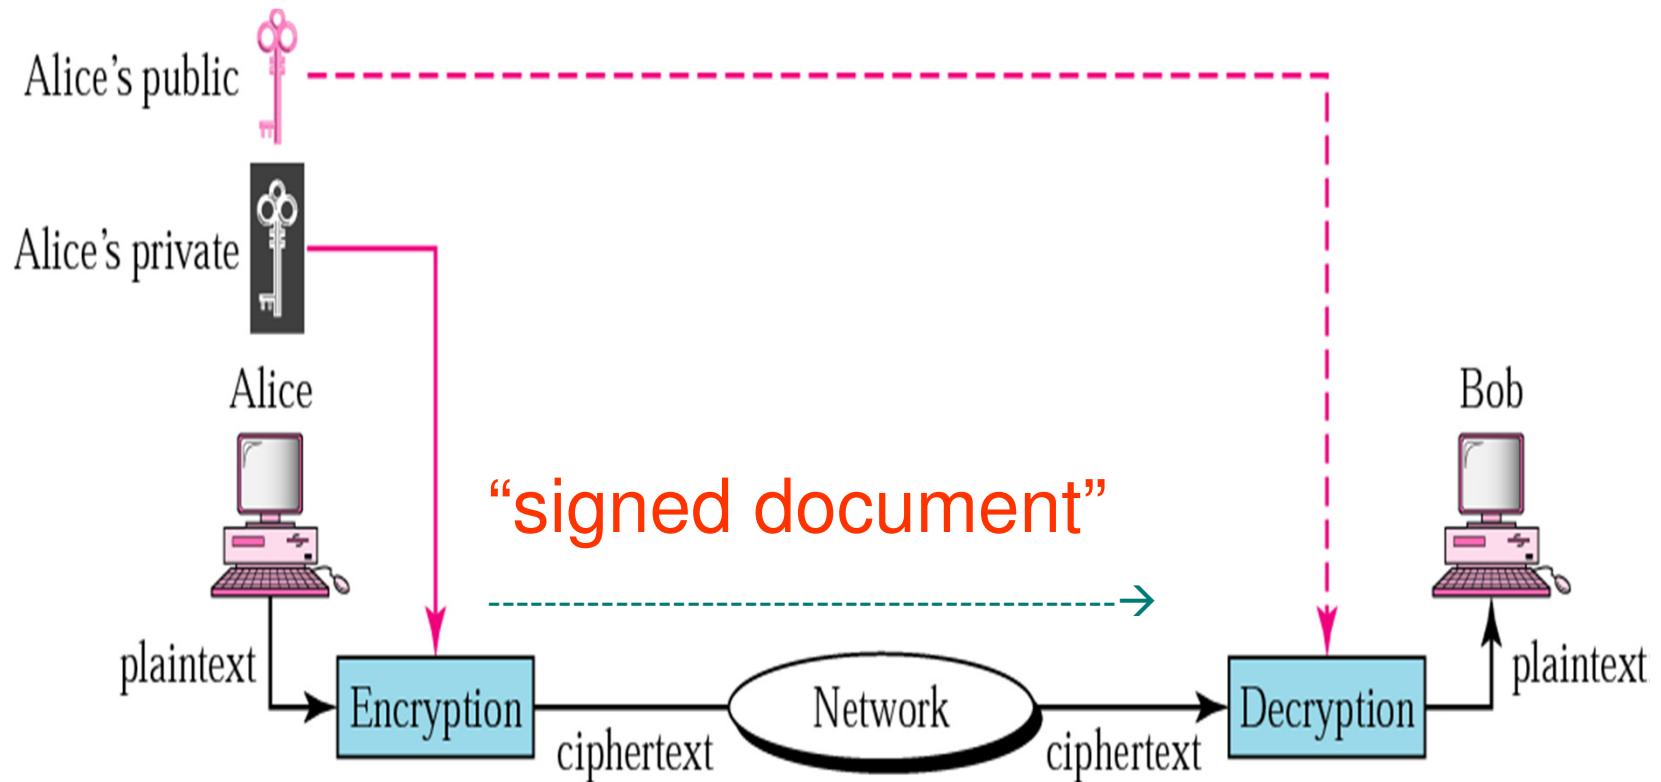 Alice’s public
Alice’s private
Alice
Bob
“signed document”
plaintext
plaintext
Encryption
Network
Decryption
ciphertext
ciphertext